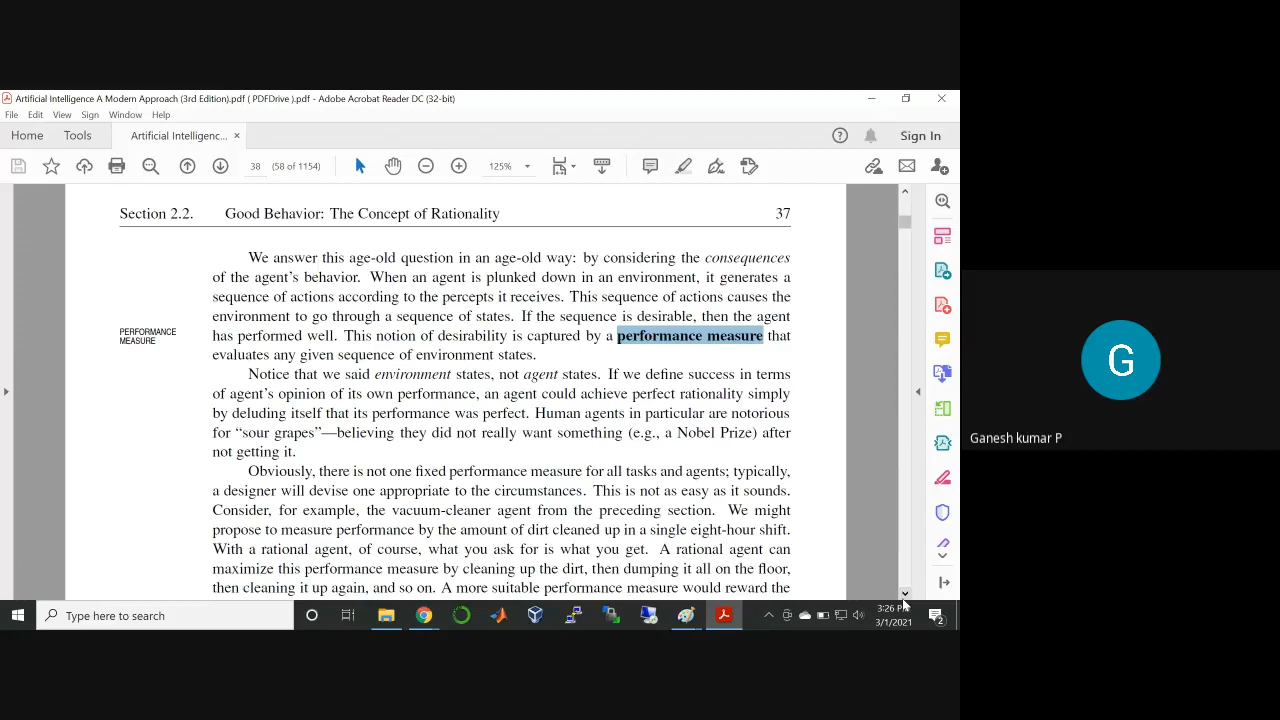 Artificial Intelligence A Modern Approach (3rd Edition).pdf ( PDFDrive ).pdf - Adobe Acrobat Reader DC (32-bit)
File Edit View Sign Window Help
Home Tools Artificial Intelligenc... × Sign In
38 (58 of 1154) 125%
Section 2.2. Good Behavior: The Concept of Rationality 37
We answer this age-old question in an age-old way: by considering the consequences
of the agent's behavior. When an agent is plunked down in an environment, it generates a
sequence of actions according to the percepts it receives. This sequence of actions causes the
environment to go through a sequence of states. If the sequence is desirable, then the agent
PERFORMANCE
MEASURE
has performed well. This notion of desirability is captured by a performance measure that
evaluates any given sequence of environment states.
Notice that we said environment states, not agent states. If we define success in terms
of agent's opinion of its own performance, an agent could achieve perfect rationality simply
by deluding itself that its performance was perfect. Human agents in particular are notorious
for “sour grapes”—believing they did not really want something (e.g., a Nobel Prize) after
not getting it.
Obviously, there is not one fixed performance measure for all tasks and agents; typically,
a designer will devise one appropriate to the circumstances. This is not as easy as it sounds.
Consider, for example, the vacuum-cleaner agent from the preceding section. We might
propose to measure performance by the amount of dirt cleaned up in a single eight-hour shift.
With a rational agent, of course, what you ask for is what you get. A rational agent can
maximize this performance measure by cleaning up the dirt, then dumping it all on the floor,
then cleaning it up again, and so on. A more suitable performance measure would reward the
Type here to search
3:26 PM
3/1/2021
2
G
Ganesh kumar P